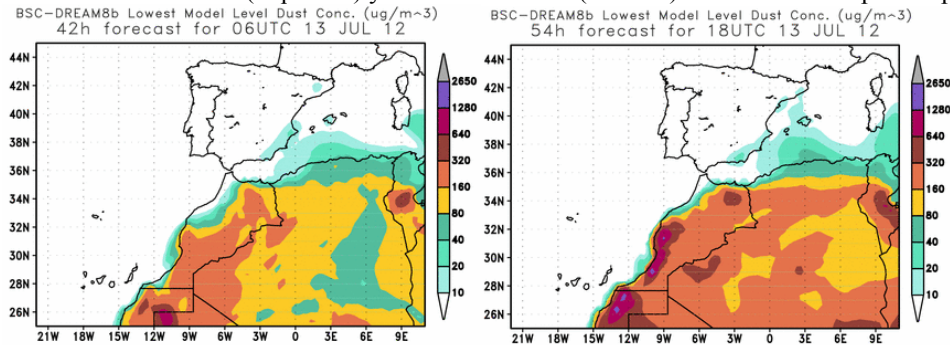 BSC-DREAM8b Lowest Model Level Dust Conc. (ug/m^3)
42h forecast for 06UTC 13 JUL 12
44N
42N
40N
38N
36N
34N
32N
30N
28N
26N
21W 18W 15W 12W 9W 6W 3W 0 3E 6E 9E
2650
1280
640
320
160
80
40
20
10
BSC-DREAM8b Lowest Model Level Dust Conc. (ug/m^3)
54h forecast for 18UTC 13 JUL 12
44N
42N
40N
38N
36N
34N
32N
30N
28N
26N
21W 18W 15W 12W 9W 6W 3W 0 3E 6E 9E
2650
1280
640
320
160
80
40
20
10